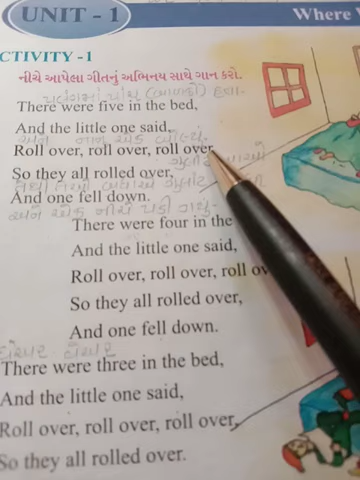 UNIT - 1
Where
CTIVITY -1
નીચે આપેલા ગીતનું અભિનય સાથે ગાન કરો.
There were five in the bed,
And the little one said,
Roll over, roll over, roll over,
So they all rolled over,
And one fell down.
અને એક નીચે પડી ગયું.
There were four in the
And the little one said,
Roll over, roll over, roll ov
So they all rolled over,
And one fell down.
There were three in the bed,
And the little one said,
Roll over, roll over, roll over,
So they all rolled over.